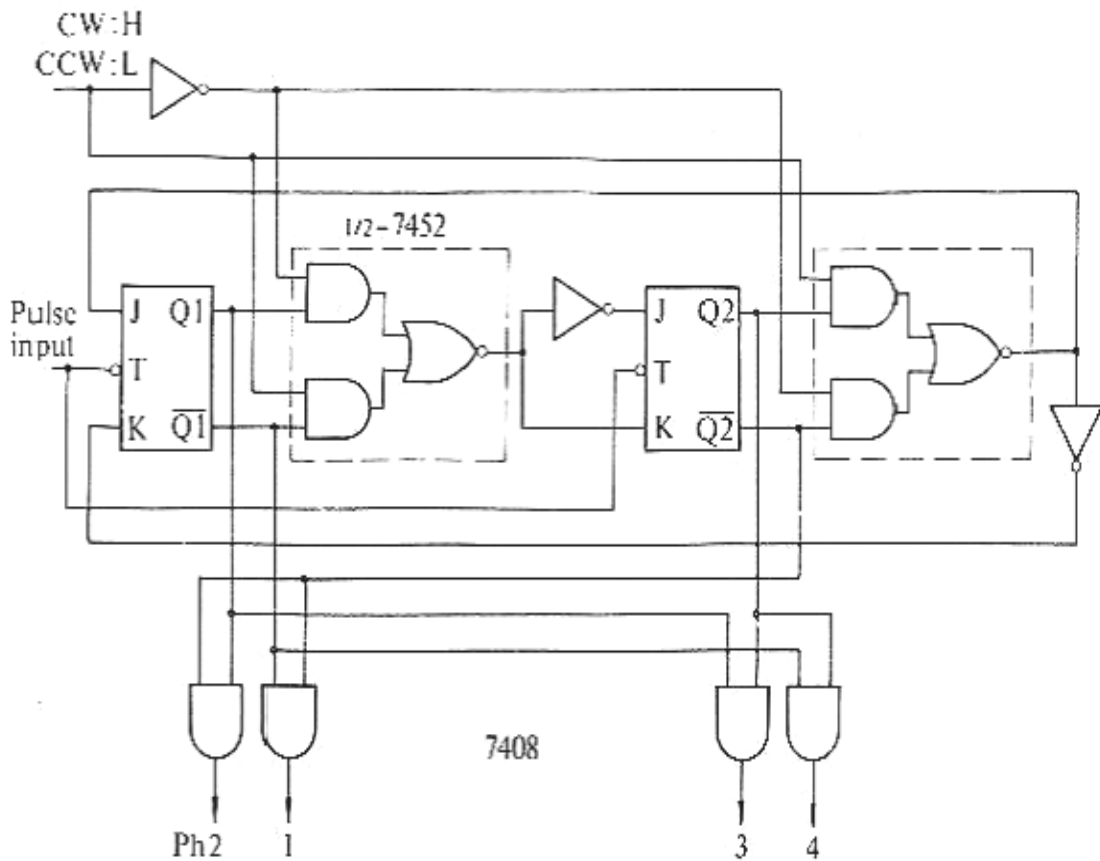 CW:H
CCW:L
1/2-7452
Pulse
input
J
Q1
T
K
Q1
J
Q2
T
K
Q2
7408
Ph2
1
3
4